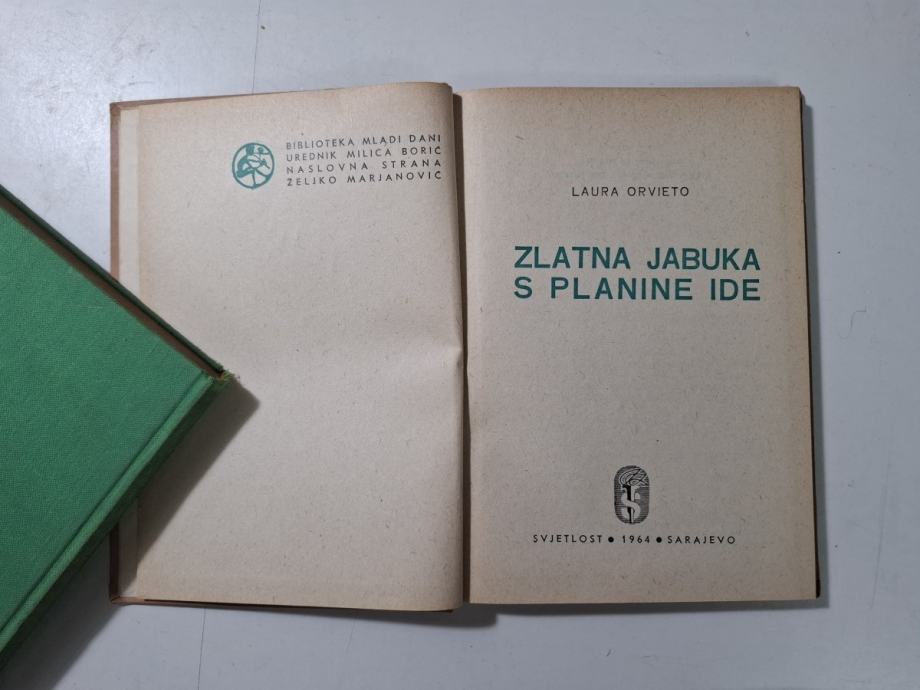 BIBLIOTEKA MLADI DANI
UREDNIK MILICA BORIĆ
NASLOVNA STRANA
ŽELJKO MARJANOVIĆ
LAURA ORVIETO
ZLATNA JABUKA
S PLANINE IDE
SVJETLOST • 1964 • SARAJEVO